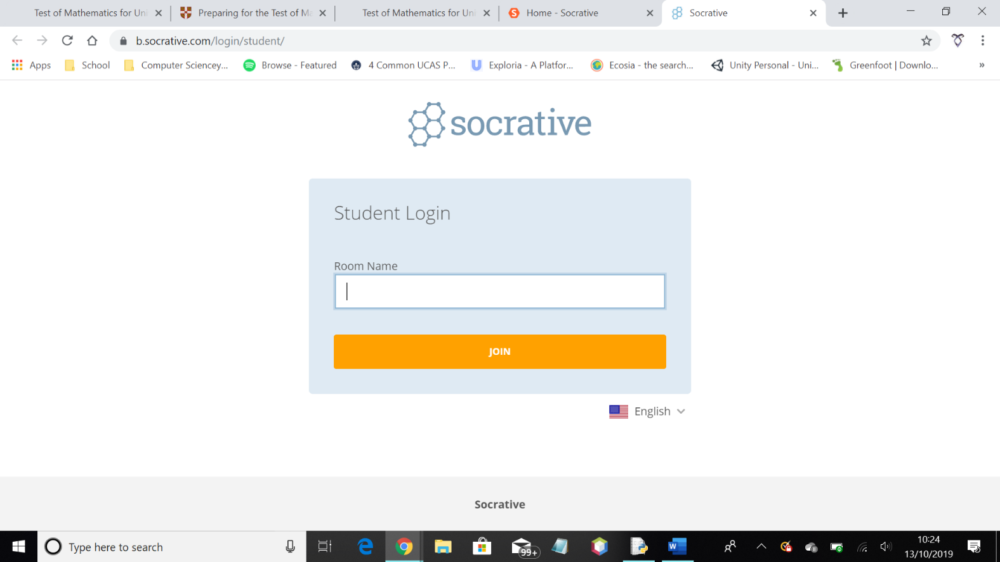 Test of Mathematics for Uni
Preparing for the Test of Ma
Test of Mathematics for Uni
Home - Socrative
Socrative
b.socrative.com/login/student/
Apps
School
Computer Sciencey...
Browse - Featured
4 Common UCAS P...
Exploria - A Platfor...
Ecosia - the search...
Unity Personal - Uni...
Greenfoot | Downlo...
»
socrative
Student Login
Room Name
JOIN
English
Socrative
Type here to search
99+
10:24
13/10/2019